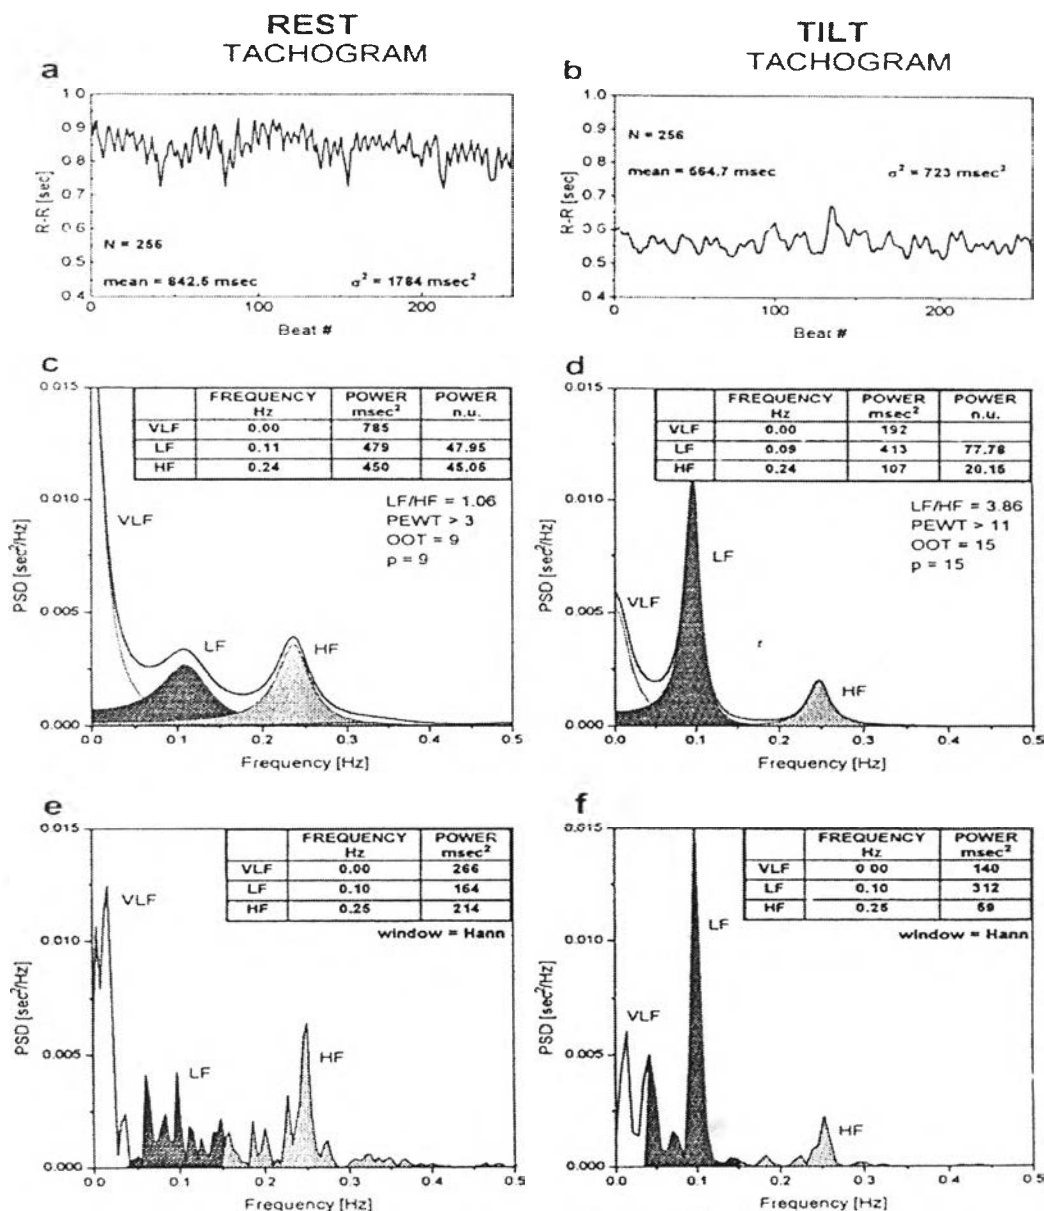 REST
TACHOGRAM
TILT
TACHOGRAM
a
1.0
0.9
0.8
0.7
0.6
0.5
0.4
R-R [sec]
N = 256
mean = 842.5 msec σ² = 1784 msec²
0 100 200
Beat #
b
1.0
0.9
0.8
0.7
0.6
0.5
0.4
R-R [sec]
N = 256
mean = 564.7 msec σ² = 723 msec²
0 100 200
Beat #
c
0.015
0.010
0.005
0.000
PSD [sec²/Hz]
FREQUENCY POWER POWER
Hz msec² n.u.
VLF 0.00 785
LF 0.11 479 47.95
HF 0.24 450 45.05
LF/HF = 1.06
PEWT > 3
OOT = 9
p = 9
VLF
LF
HF
0.0 0.1 0.2 0.3 0.4 0.5
Frequency [Hz]
d
0.015
0.010
0.005
0.000
PSD [sec²/Hz]
FREQUENCY POWER POWER
Hz msec² n.u.
VLF 0.00 192
LF 0.09 413 77.78
HF 0.24 107 20.15
LF/HF = 3.86
PEWT > 11
OOT = 15
p = 15
LF
VLF
HF
0.0 0.1 0.2 0.3 0.4 0.5
Frequency [Hz]
e
0.015
0.010
0.005
0.000
PSD [sec²/Hz]
FREQUENCY POWER
Hz msec²
VLF 0.00 266
LF 0.10 164
HF 0.25 214
window = Hann
VLF
LF
HF
0.0 0.1 0.2 0.3 0.4 0.5
Frequency [Hz]
f
0.015
0.010
0.005
0.000
PSD [sec²/Hz]
FREQUENCY POWER
Hz msec²
VLF 0.00 140
LF 0.10 312
HF 0.25 69
window = Hann
LF
VLF
HF
0.0 0.1 0.2 0.3 0.4 0.5
Frequency [Hz]